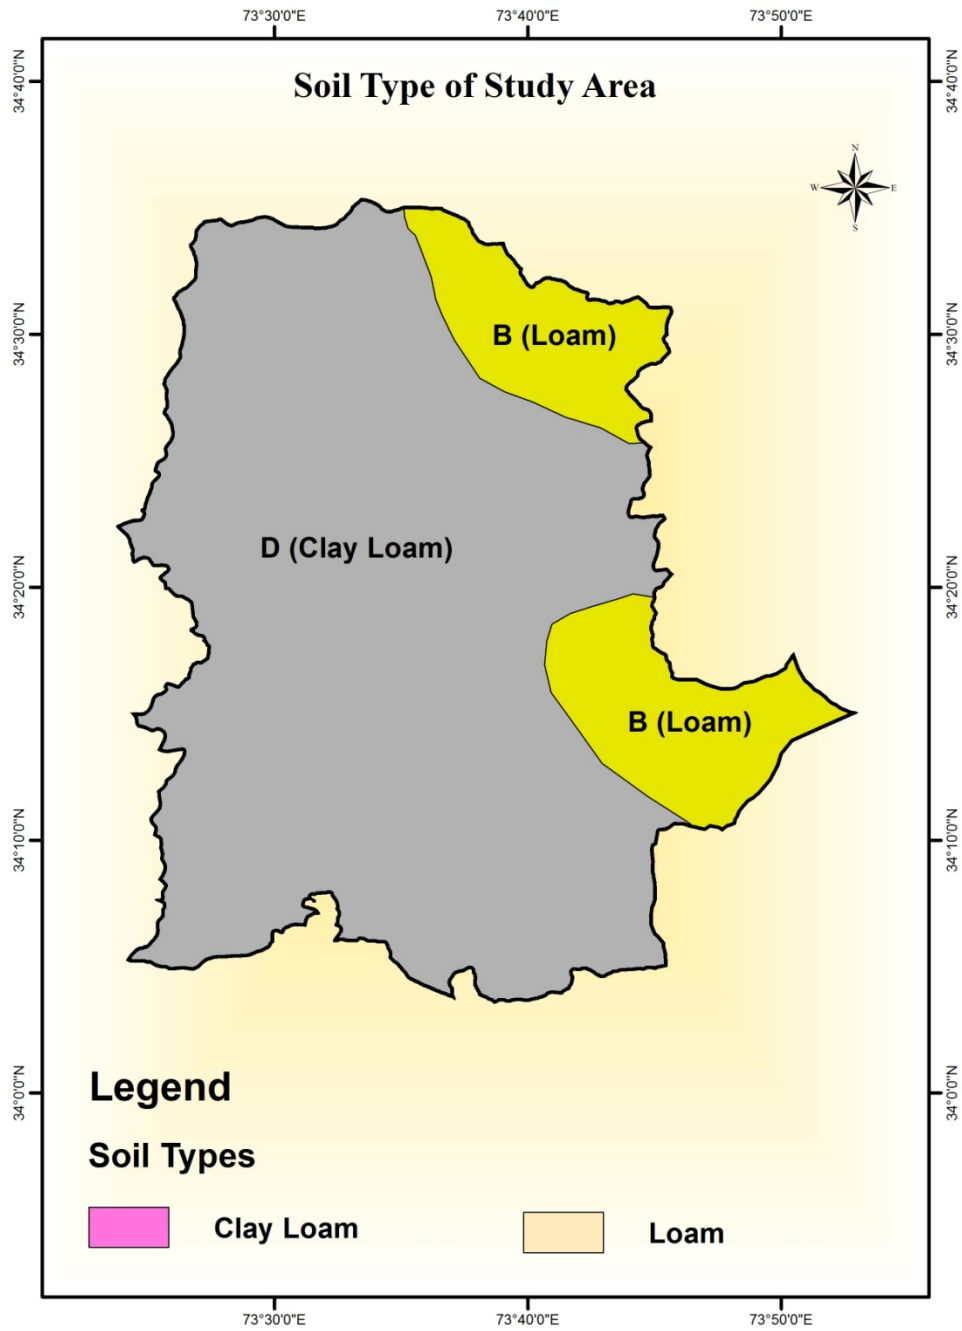 73°30'0"E 73°40'0"E 73°50'0"E
Soil Type of Study Area
34°40'0"N 34°40'0"N
N
W E
S
B (Loam)
34°30'0"N 34°30'0"N
D (Clay Loam)
34°20'0"N 34°20'0"N
B (Loam)
34°10'0"N 34°10'0"N
Legend
34°0'0"N 34°0'0"N
Soil Types
Clay Loam Loam
73°30'0"E 73°40'0"E 73°50'0"E